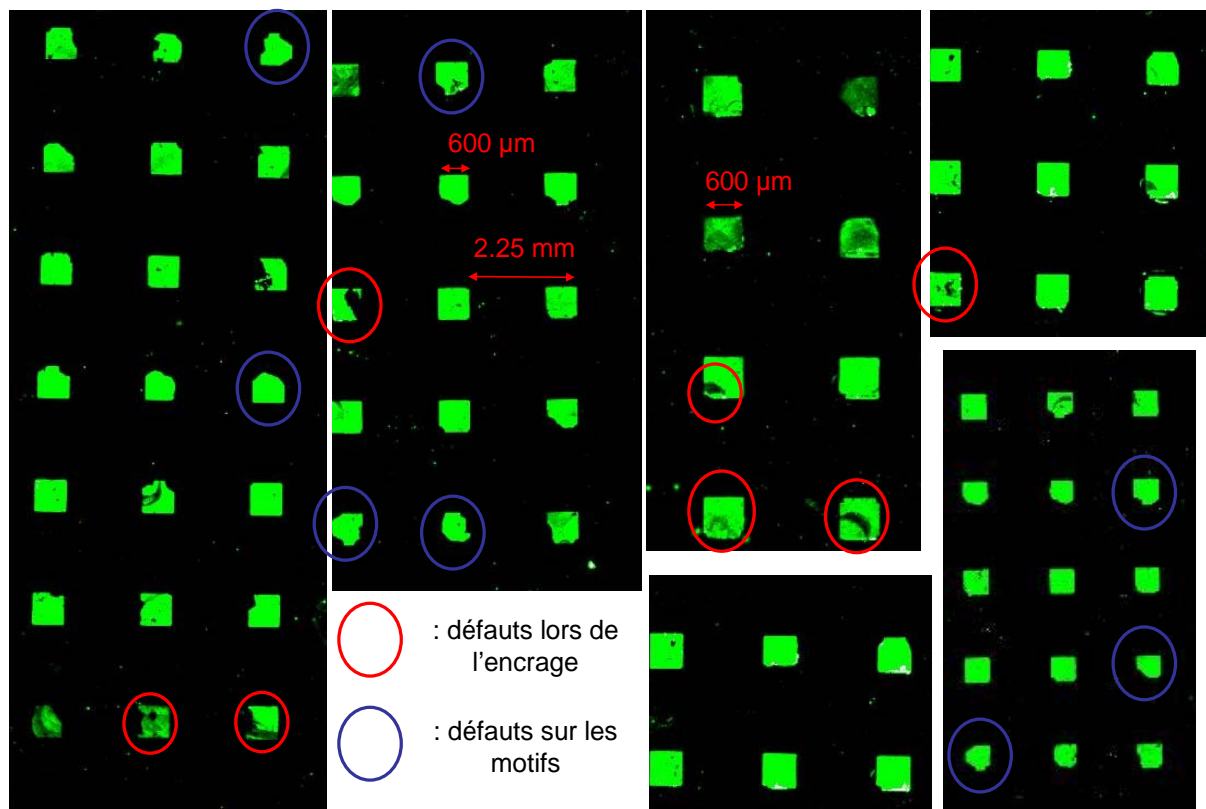 600 µm
2.25 mm
600 µm
: défauts lors de
l'encrage
: défauts sur les
motifs